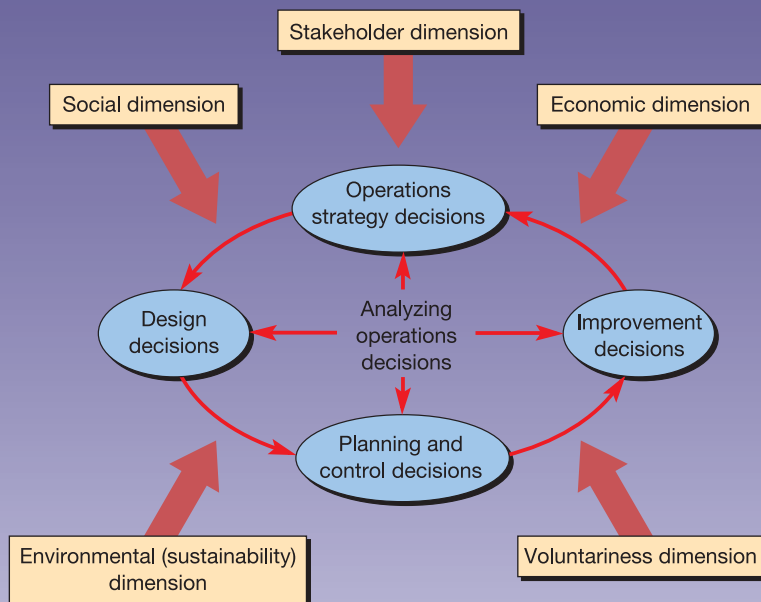 Stakeholder dimension
Social dimension
Economic dimension
Operations
strategy decisions
Design
decisions
Analyzing
operations
decisions
Improvement
decisions
Planning and
control decisions
Environmental (sustainability)
dimension
Voluntariness dimension